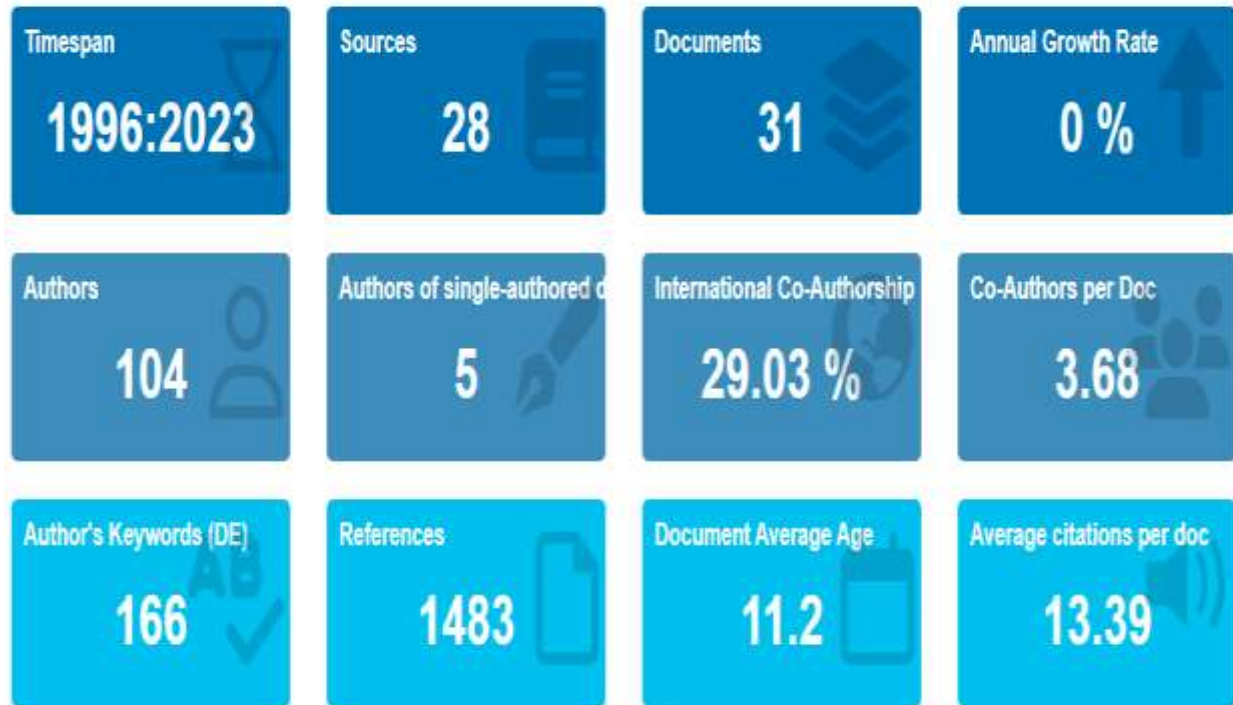 Timespan
1996:2023
Sources
28
Documents
31
Annual Growth Rate
0 %
Authors
104
Authors of single-authored d
5
International Co-Authorship
29.03 %
Co-Authors per Doc
3.68
Author's Keywords (DE)
166
AB
References
1483
Document Average Age
11.2
Average citations per doc
13.39